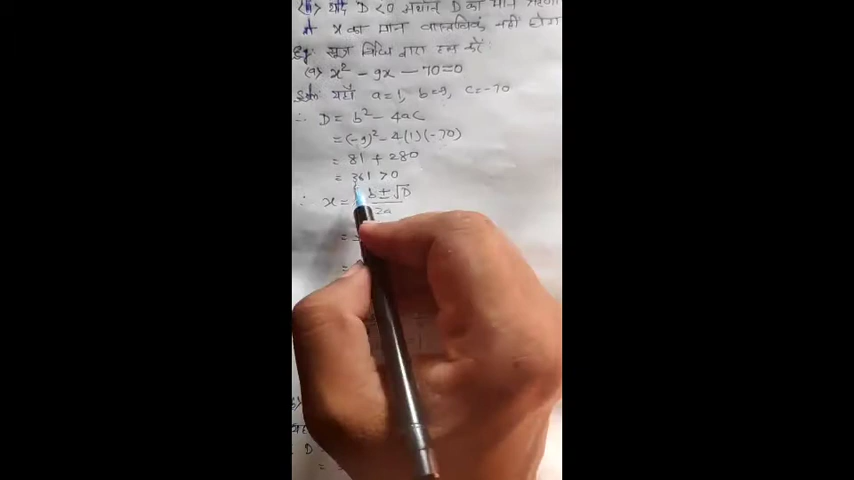 (iii) यदि D < 0 अर्थात् D का मान
तो x का मान वास्तविक नहीं होगा
Eg: सूत्र विधि द्वारा हल करें:
(a) x² - 9x - 70 = 0
Soln: यहाँ a = 1, b = 9, c = -70
∴ D = b² - 4ac
= (-9)² - 4(1)(-70)
= 81 + 280
= 361 > 0
∴ x = b ± √D
2a
=
=
D
=